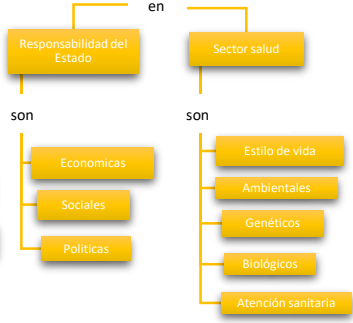 en
Responsabilidad del
Estado
Sector salud
son
son
Economicas
Sociales
Politicas
Estilo de vida
Ambientales
Genéticos
Biológicos
Atención sanitaria